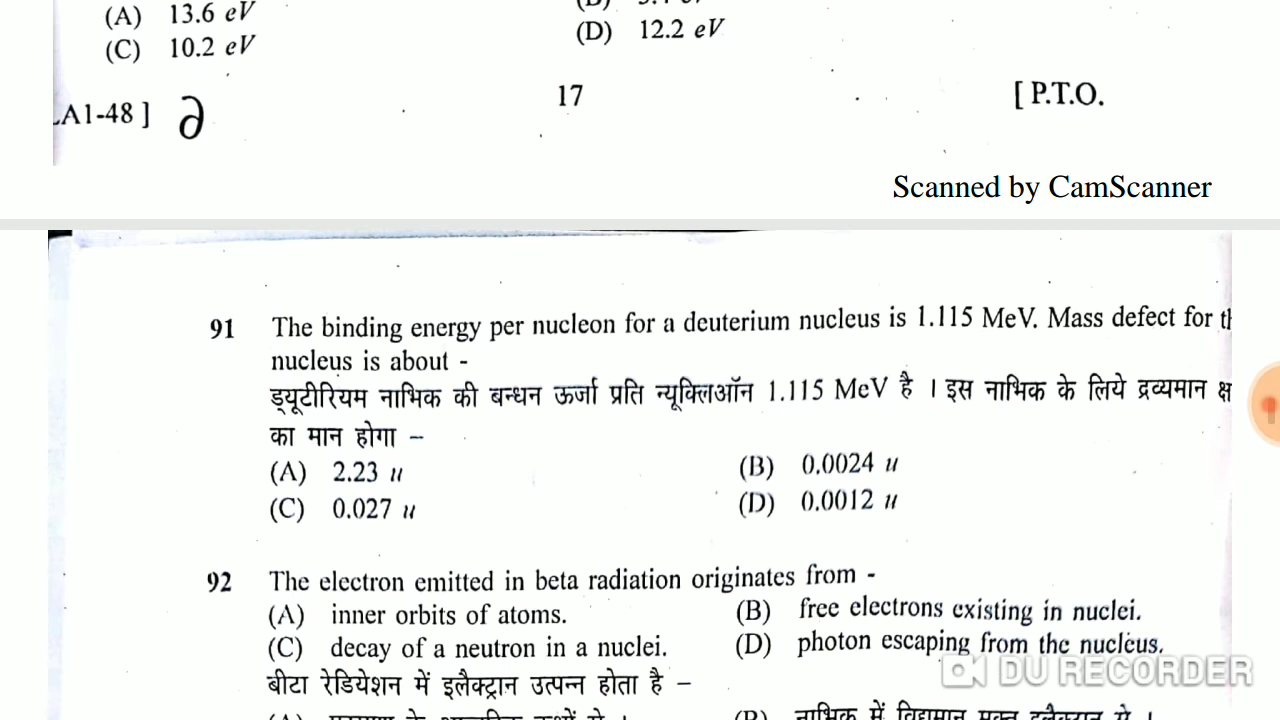 (A) 13.6 eV
(C) 10.2 eV (D) 12.2 eV
A1-48 ] 17 [ P.T.O.
Scanned by CamScanner
91 The binding energy per nucleon for a deuterium nucleus is 1.115 MeV. Mass defect for
nucleus is about -
ड्यूटीरियम नाभिक की बन्धन ऊर्जा प्रति न्यूक्लिऑन 1.115 MeV है । इस नाभिक के लिये द्रव्यमान
का मान होगा –
(A) 2.23 u (B) 0.0024 u
(C) 0.027 u (D) 0.0012 u
92 The electron emitted in beta radiation originates from -
(A) inner orbits of atoms. (B) free electrons existing in nuclei.
(C) decay of a neutron in a nuclei. (D) photon escaping from the nucleus.
DU RECORDER
बीटा रेडियेशन में इलैक्ट्रान उत्पन्न होता है –